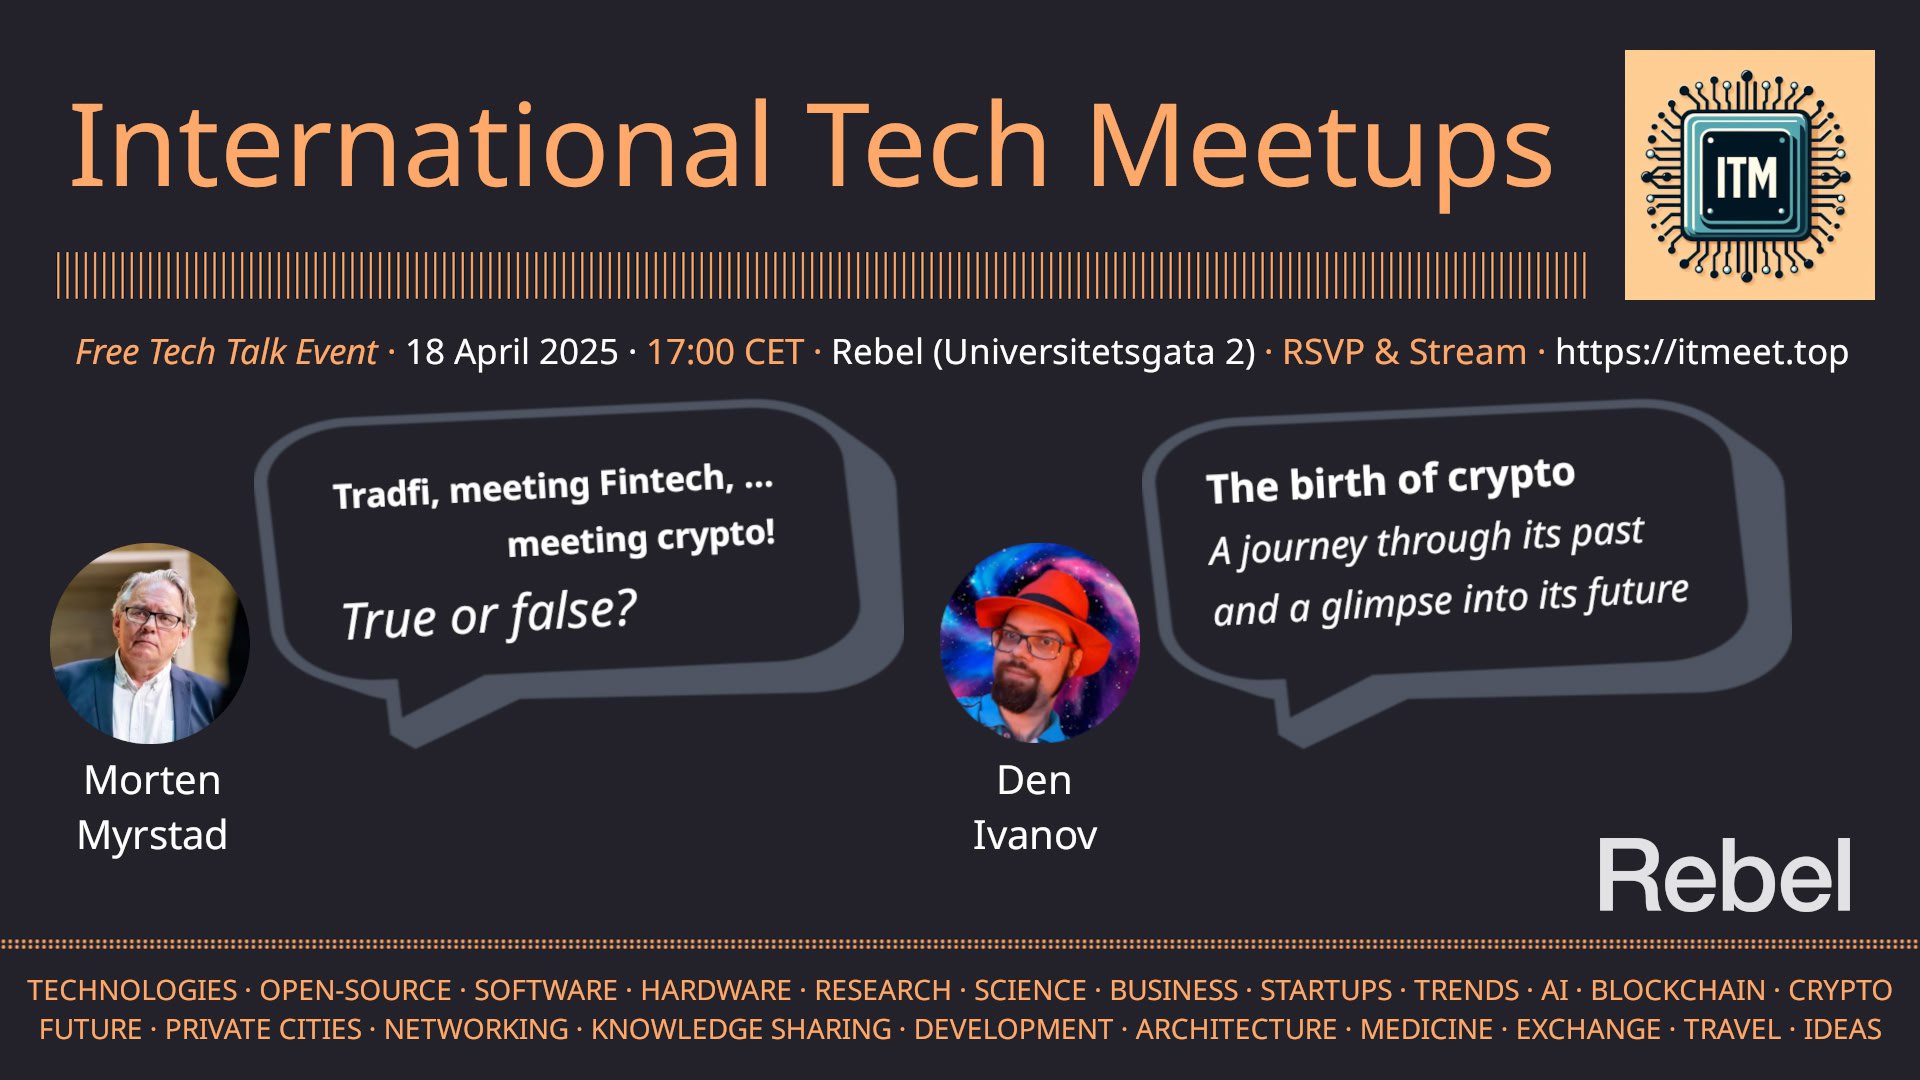 International Tech Meetups
ITM
Free Tech Talk Event · 18 April 2025 · 17:00 CET · Rebel (Universitetsgata 2) · RSVP & Stream · https://itmeet.top
Tradfi, meeting Fintech, ...
meeting crypto!
True or false?
Morten
Myrstad
The birth of crypto
A journey through its past
and a glimpse into its future
Den
Ivanov
Rebel
TECHNOLOGIES · OPEN-SOURCE · SOFTWARE · HARDWARE · RESEARCH · SCIENCE · BUSINESS · STARTUPS · TRENDS · AI · BLOCKCHAIN · CRYPTO
FUTURE · PRIVATE CITIES · NETWORKING · KNOWLEDGE SHARING · DEVELOPMENT · ARCHITECTURE · MEDICINE · EXCHANGE · TRAVEL · IDEAS